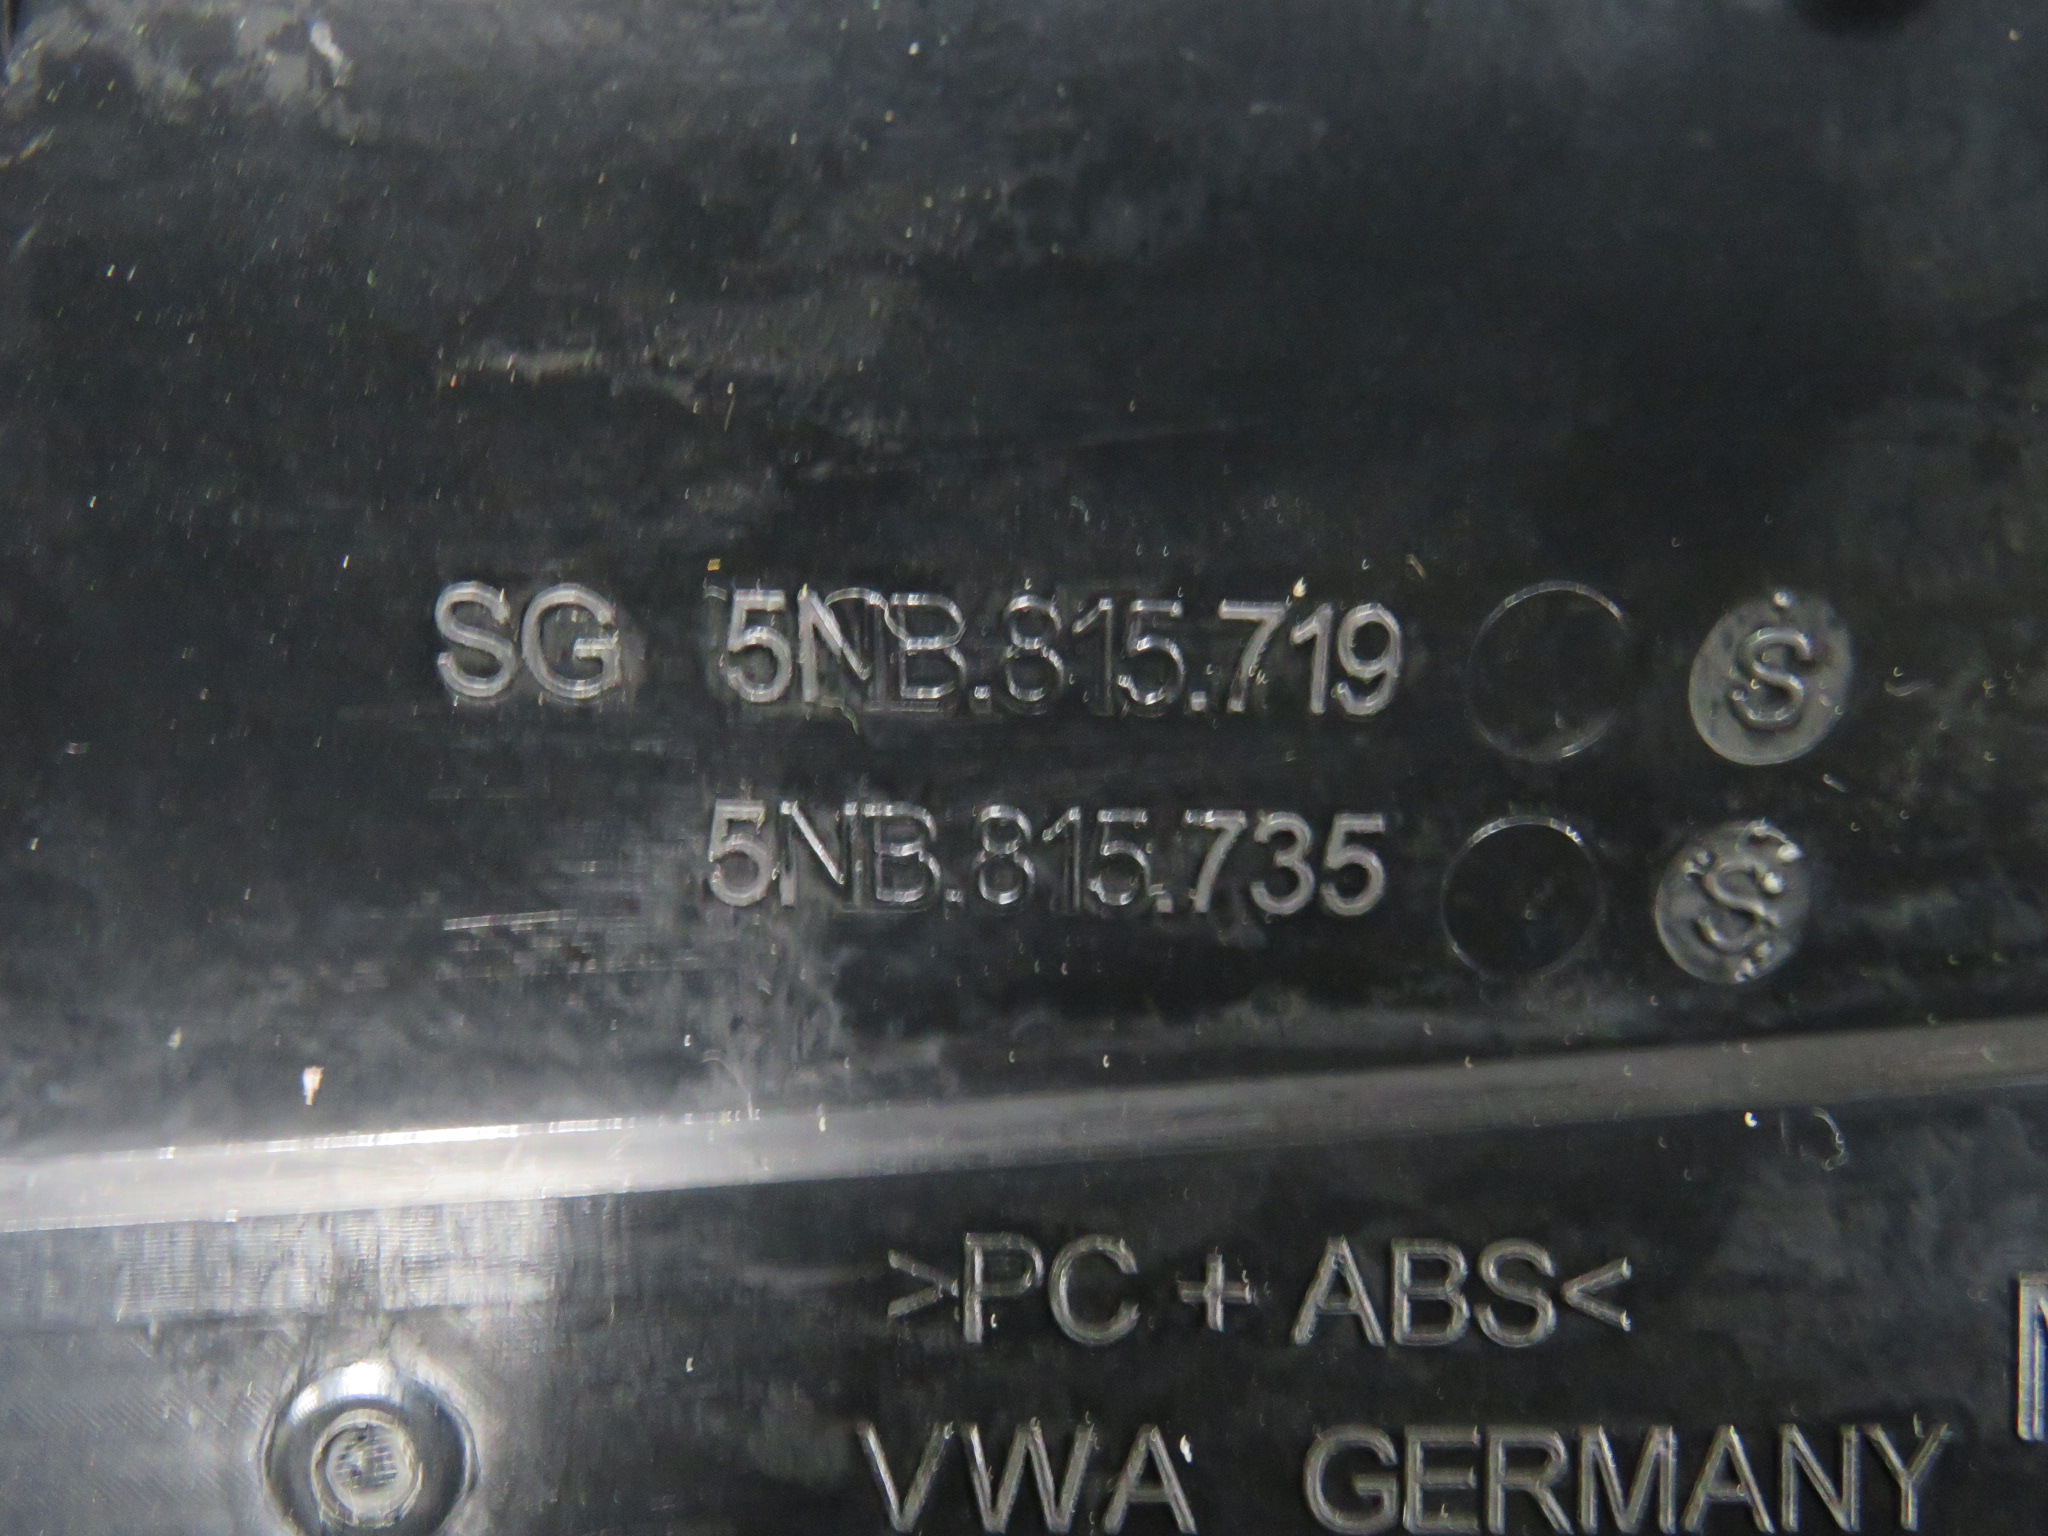 SG 5NB.815.719 S
5NB.815.735 S
>PC + ABS<
VWA GERMANY